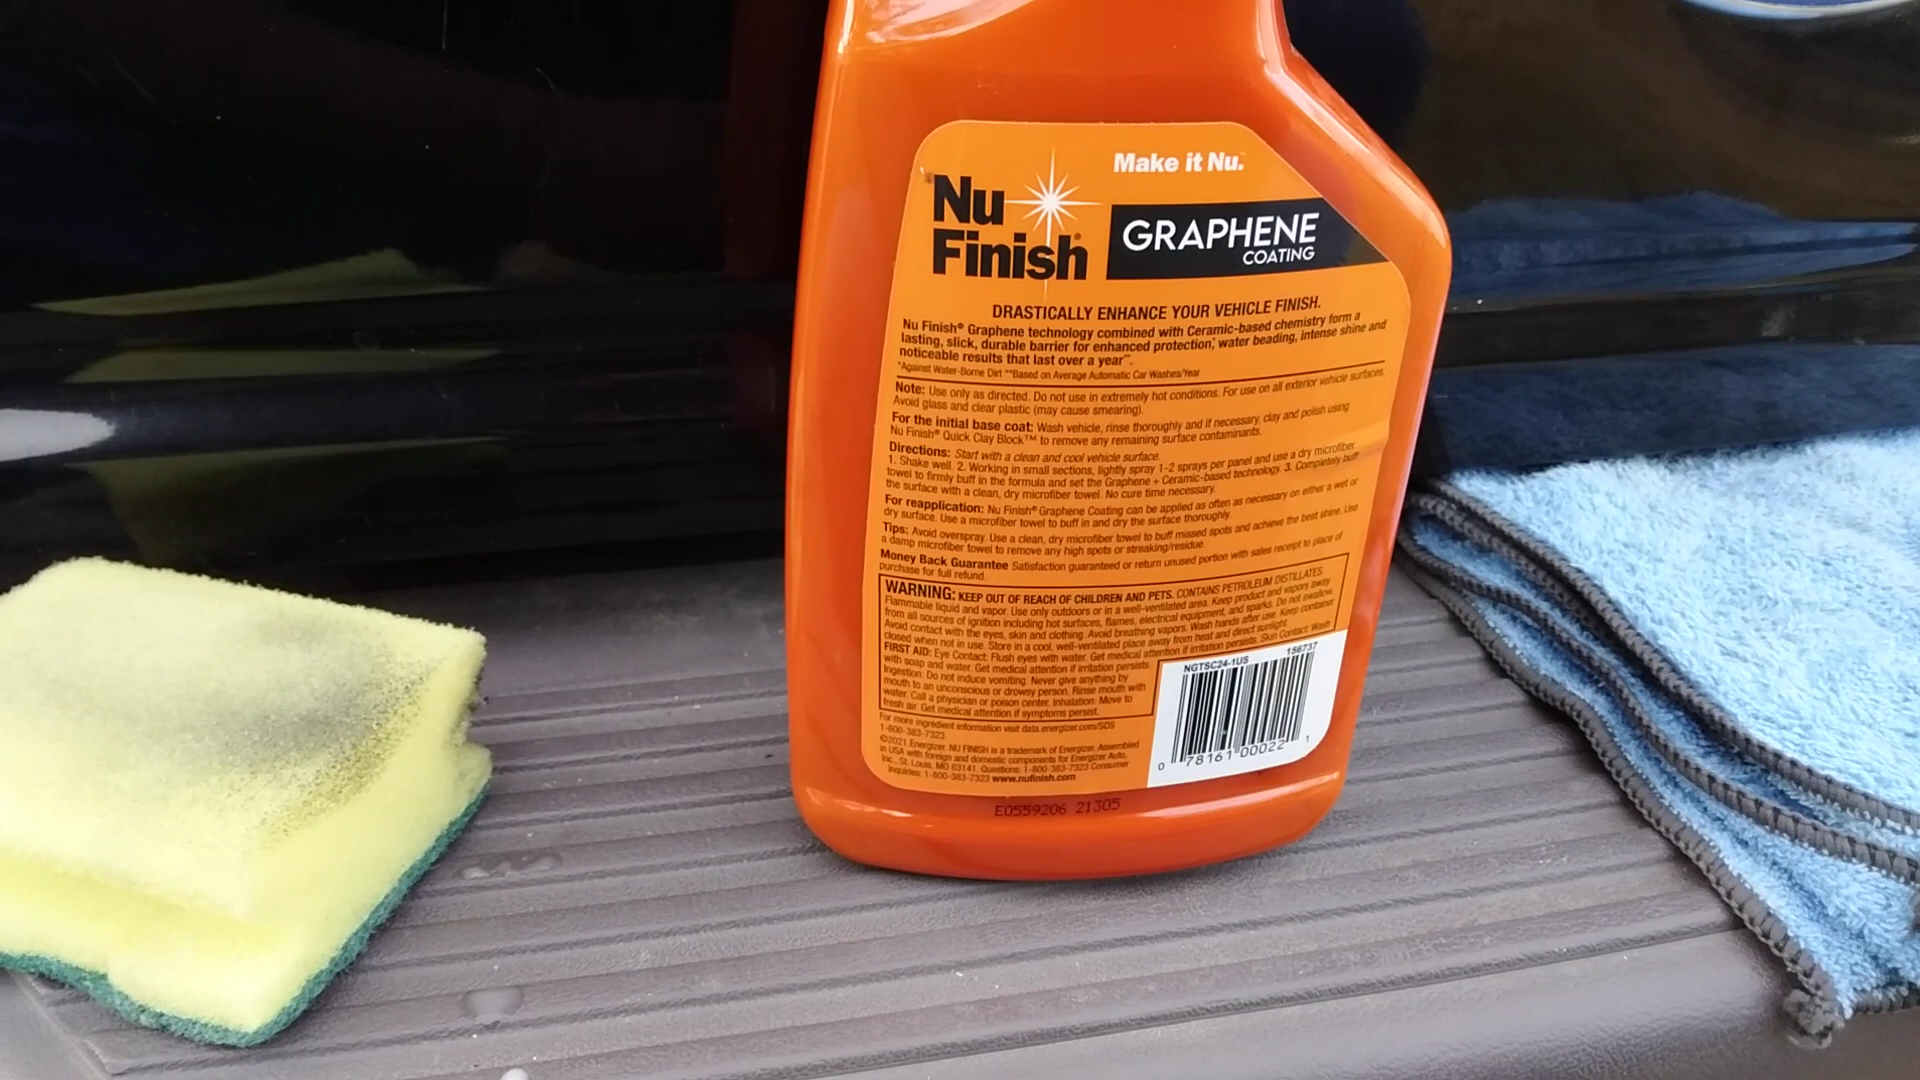 Make it Nu.
Nu
Finish®
GRAPHENE
COATING
DRASTICALLY ENHANCE YOUR VEHICLE FINISH.
Nu Finish® Graphene technology combined with Ceramic-based chemistry form a
lasting, slick, durable barrier for enhanced protection*, water beading, intense shine and
noticeable results that last over a year**.
*Against Water-Borne Dirt **Based on Average Automatic Car Washes/Year
Note: Use only as directed. Do not use in extremely hot conditions. For use on all exterior vehicle surfaces.
Avoid glass and clear plastic (may cause smearing).
For the initial base coat: Wash vehicle, rinse thoroughly and if necessary, clay and polish using
Nu Finish® Quick Clay Block™ to remove any remaining surface contaminants.
Directions: Start with a clean and cool vehicle surface.
1. Shake well. 2. Working in small sections, lightly spray 1-2 sprays per panel and use a dry microfiber
towel to firmly buff in the formula and set the Graphene + Ceramic-based technology. 3. Completely buff
the surface with a clean, dry microfiber towel. No cure time necessary.
For reapplication: Nu Finish® Graphene Coating can be applied as often as necessary on either a wet or
dry surface. Use a microfiber towel to buff in and dry the surface thoroughly.
Tips: Avoid overspray. Use a clean, dry microfiber towel to buff missed spots and achieve the best shine. Use
a damp microfiber towel to remove any high spots or streaking/residue.
Money Back Guarantee Satisfaction guaranteed or return unused portion with sales receipt to place of
purchase for full refund.
WARNING: KEEP OUT OF REACH OF CHILDREN AND PETS. CONTAINS PETROLEUM DISTILLATES.
Flammable liquid and vapor. Use only outdoors or in a well-ventilated area. Keep product and vapors away
from all sources of ignition including hot surfaces, flames, electrical equipment, and sparks. Do not swallow.
Avoid contact with the eyes, skin and clothing. Avoid breathing vapors. Wash hands after use. Keep container
closed when not in use. Store in a cool, well-ventilated place away from heat and direct sunlight.
FIRST AID: Eye Contact: Flush eyes with water. Get medical attention if irritation persists. Skin Contact: Wash
with soap and water. Get medical attention if irritation persists.
Ingestion: Do not induce vomiting. Never give anything by
mouth to an unconscious or drowsy person. Rinse mouth with
water. Call a physician or poison center. Inhalation: Move to
fresh air. Get medical attention if symptoms persist.
For more ingredient information visit data.energizer.com/SDS
1-800-383-7323
©2021 Energizer. NU FINISH is a trademark of Energizer. Assembled
in USA with foreign and domestic components for Energizer Auto,
Inc., St. Louis, MO 63141. Questions: 1-800-383-7323 Consumer
Inquiries: 1-800-383-7323 www.nufinish.com
NGTSC24-1US 156737
0 78161 00022 1
E0559206 21305